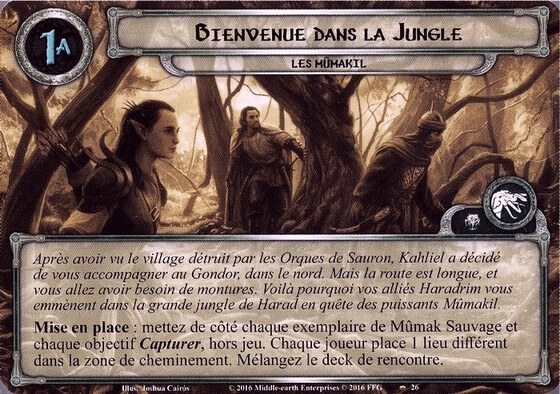 1A
BIENVENUE DANS LA JUNGLE
LES MÛMAKIL
Après avoir vu le village détruit par les Orques de Sauron, Kahliel a décidé
de vous accompagner au Gondor, dans le nord. Mais la route est longue, et
vous allez avoir besoin de montures. Voilà pourquoi vos alliés Haradrim vous
emmènent dans la grande jungle de Harad en quête des puissants Mûmakil.
Mise en place : mettez de côté chaque exemplaire de Mûmak Sauvage et
chaque objectif Capturer, hors jeu. Chaque joueur place 1 lieu différent
dans la zone de cheminement. Mélangez le deck de rencontre.
Illus. Joshua Cairós © 2016 Middle-earth Enterprises © 2016 FFG 26